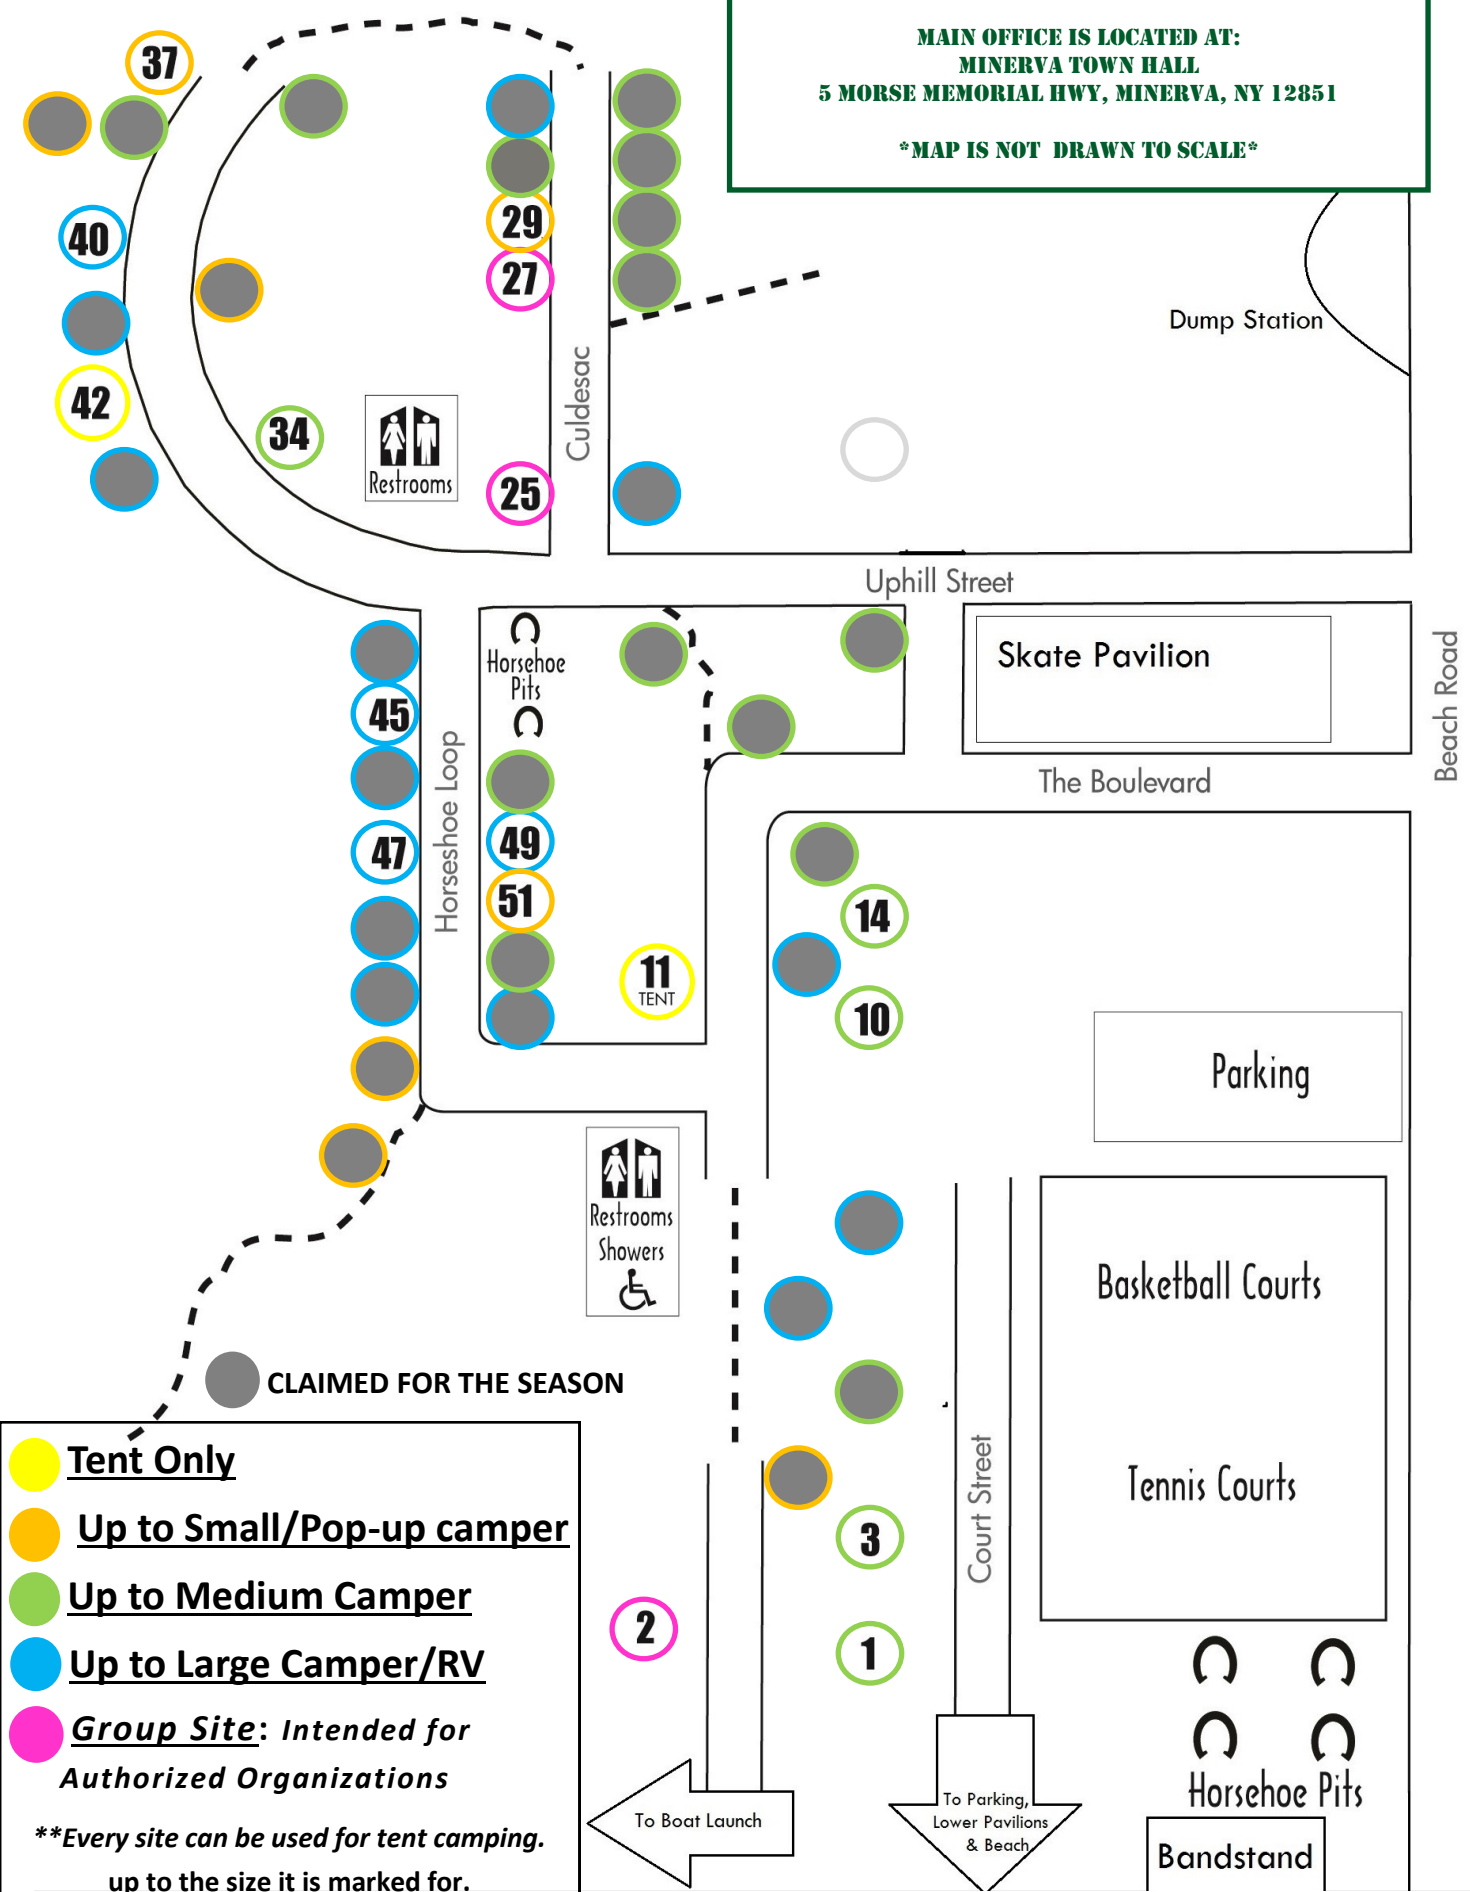 MAIN OFFICE IS LOCATED AT:
MINERVA TOWN HALL
5 MORSE MEMORIAL HWY, MINERVA, NY 12851
*MAP IS NOT DRAWN TO SCALE*
37
40
42
29
27
34
25
Restrooms
Culdesac
Dump Station
Uphill Street
Skate Pavilion
Beach Road
The Boulevard
Horsehoe
Pits
Horseshoe Loop
45
47
49
51
11
TENT
14
10
Parking
Restrooms
Showers
Basketball Courts
Tennis Courts
Court Street
3
2
1
Horsehoe Pits
Bandstand
To Boat Launch
To Parking,
Lower Pavilions
& Beach
CLAIMED FOR THE SEASON
Tent Only
Up to Small/Pop-up camper
Up to Medium Camper
Up to Large Camper/RV
Group Site: Intended for
Authorized Organizations
**Every site can be used for tent camping.
up to the size it is marked for.